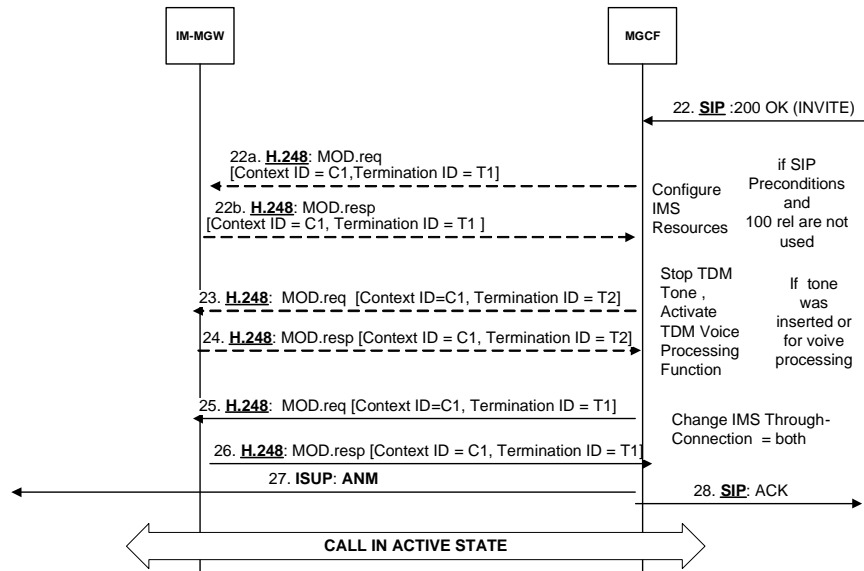 IM-MGW
MGCF
22. SIP :200 OK (INVITE)
22a. H.248: MOD.req
[Context ID = C1,Termination ID = T1]
22b. H.248: MOD.resp
[Context ID = C1, Termination ID = T1 ]
Configure
IMS
Resources
if SIP
Preconditions
and
100 rel are not
used
23. H.248: MOD.req [Context ID=C1, Termination ID = T2]
24. H.248: MOD.resp [Context ID = C1, Termination ID = T2]
Stop TDM
Tone ,
Activate
TDM Voice
Processing
Function
If tone
was
inserted or
for voive
processing
25. H.248: MOD.req [Context ID=C1, Termination ID = T1]
Change IMS Through-
Connection = both
26. H.248: MOD.resp [Context ID = C1, Termination ID = T1]
27. ISUP: ANM
28. SIP: ACK
CALL IN ACTIVE STATE